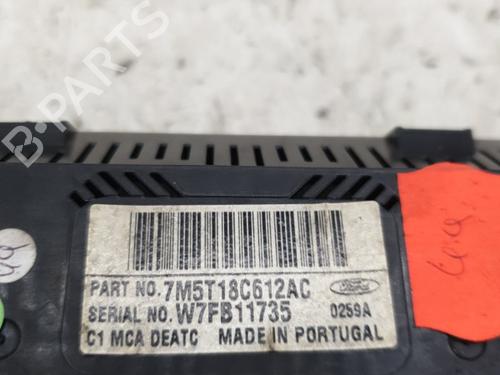 B-PARTS
PART NO. 7M5T18C612AC
SERIAL NO. W7FB11735 0259A
C1 MCA DEATC MADE IN PORTUGAL